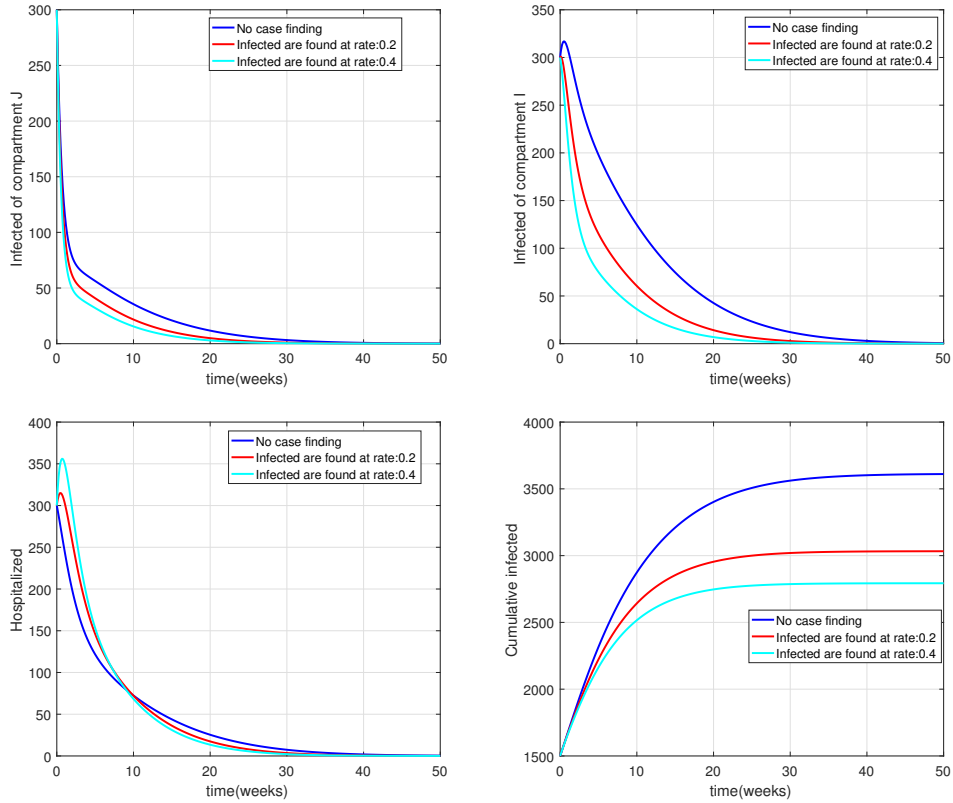 300
250
200
150
100
50
0
Infected of compartment J
No case finding
Infected are found at rate:0.2
Infected are found at rate:0.4
0 10 20 30 40 50
time(weeks)
350
300
250
200
150
100
50
0
Infected of compartment I
No case finding
Infected are found at rate:0.2
Infected are found at rate:0.4
0 10 20 30 40 50
time(weeks)
400
350
300
250
200
150
100
50
0
Hospitalized
No case finding
Infected are found at rate:0.2
Infected are found at rate:0.4
0 10 20 30 40 50
time(weeks)
4000
3500
3000
2500
2000
1500
Cumulative infected
No case finding
Infected are found at rate:0.2
Infected are found at rate:0.4
0 10 20 30 40 50
time(weeks)